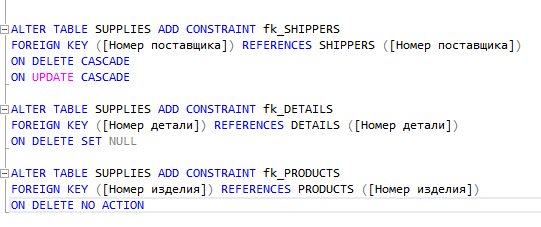 ALTER TABLE SUPPLIES ADD CONSTRAINT fk_SHIPPERS
FOREIGN KEY ([Номер поставщика]) REFERENCES SHIPPERS ([Номер поставщика])
ON DELETE CASCADE
ON UPDATE CASCADE
ALTER TABLE SUPPLIES ADD CONSTRAINT fk_DETAILS
FOREIGN KEY ([Номер детали]) REFERENCES DETAILS ([Номер детали])
ON DELETE SET NULL
ALTER TABLE SUPPLIES ADD CONSTRAINT fk_PRODUCTS
FOREIGN KEY ([Номер изделия]) REFERENCES PRODUCTS ([Номер изделия])
ON DELETE NO ACTION